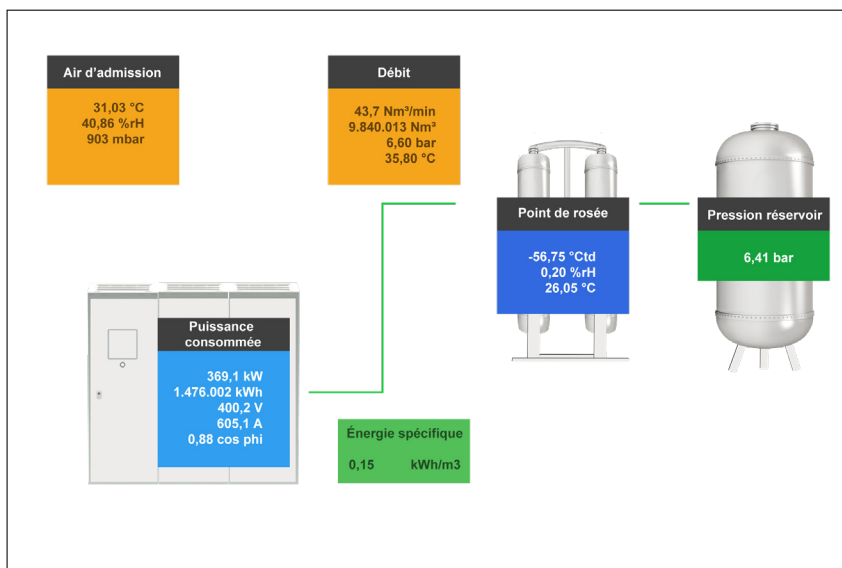 Air d'admission
31,03 °C
40,86 %rH
903 mbar
Débit
43,7 Nm³/min
9.840.013 Nm³
6,60 bar
35,80 °C
Point de rosée
-56,75 °Ctd
0,20 %rH
26,05 °C
Pression réservoir
6,41 bar
Puissance
consommée
369,1 kW
1.476.002 kWh
400,2 V
605,1 A
0,88 cos phi
Énergie spécifique
0,15 kWh/m3